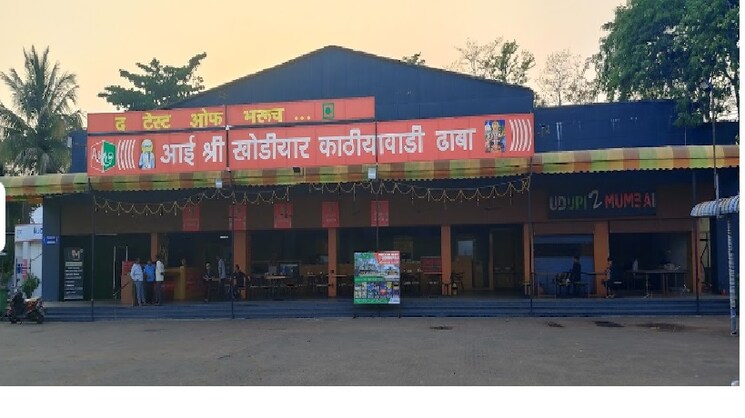 द टेस्ट ओफ भरूच ...
आई श्री खोडीयार काठीयावाडी ढाबा
UDUPI 2 MUMBAI